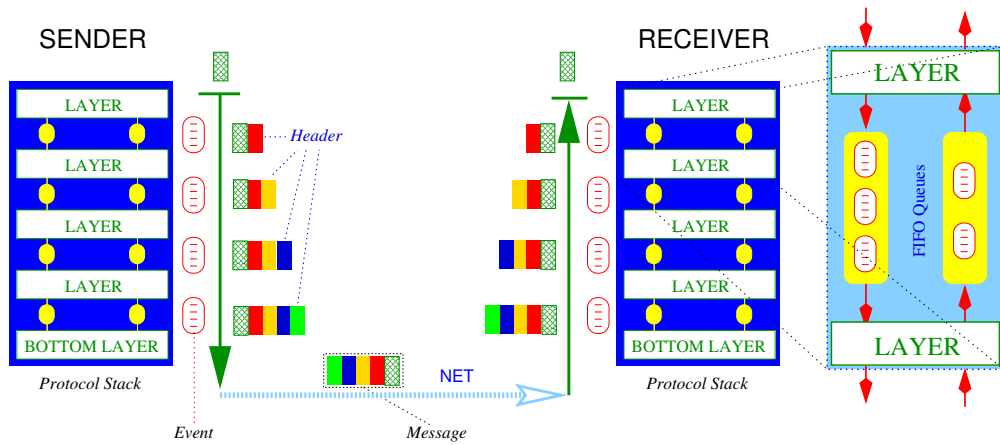 SENDER
RECEIVER
LAYER
LAYER
LAYER
LAYER
BOTTOM LAYER
Protocol Stack
Header
Event
NET
Message
LAYER
LAYER
LAYER
LAYER
BOTTOM LAYER
Protocol Stack
LAYER
FIFO Queues
LAYER